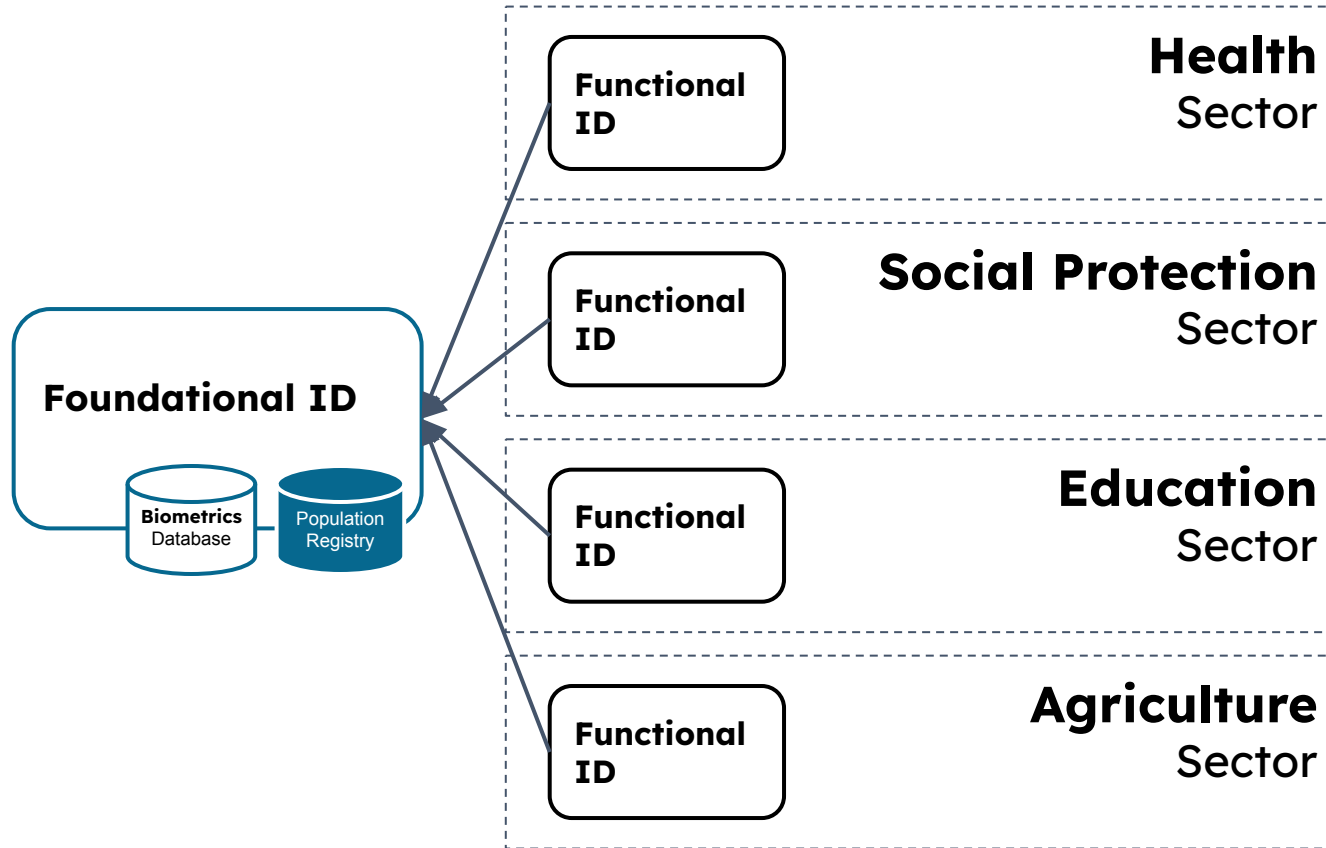 Functional
ID
Health
Sector
Functional
ID
Social Protection
Sector
Foundational ID
Biometrics
Database
Population
Registry
Functional
ID
Education
Sector
Functional
ID
Agriculture
Sector